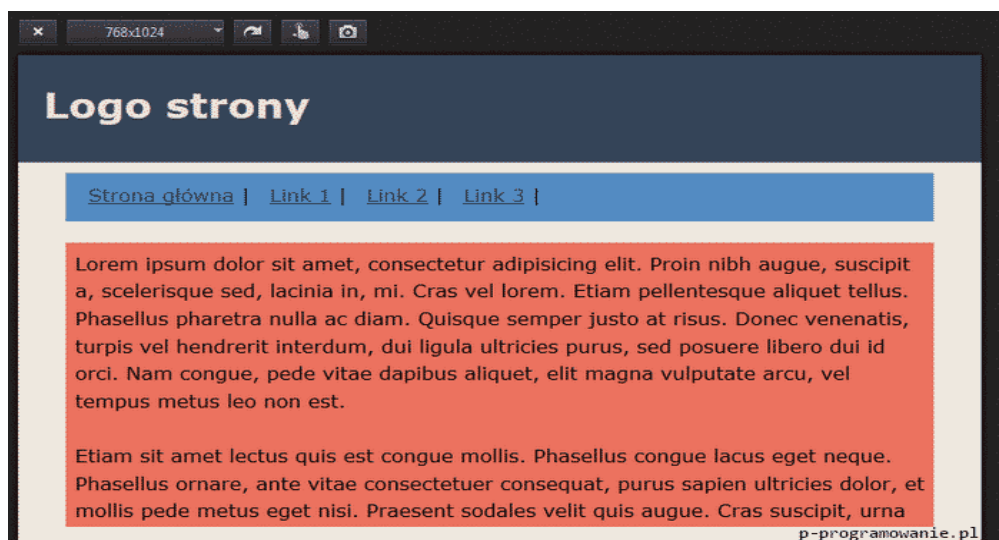 768x1024
Logo strony
Strona główna | Link 1 | Link 2 | Link 3 |
Lorem ipsum dolor sit amet, consectetur adipisicing elit. Proin nibh augue, suscipit
a, scelerisque sed, lacinia in, mi. Cras vel lorem. Etiam pellentesque aliquet tellus.
Phasellus pharetra nulla ac diam. Quisque semper justo at risus. Donec venenatis,
turpis vel hendrerit interdum, dui ligula ultricies purus, sed posuere libero dui id
orci. Nam congue, pede vitae dapibus aliquet, elit magna vulputate arcu, vel
tempus metus leo non est.
Etiam sit amet lectus quis est congue mollis. Phasellus congue lacus eget neque.
Phasellus ornare, ante vitae consectetuer consequat, purus sapien ultricies dolor, et
mollis pede metus eget nisi. Praesent sodales velit quis augue. Cras suscipit, urna
p-programowanie.pl